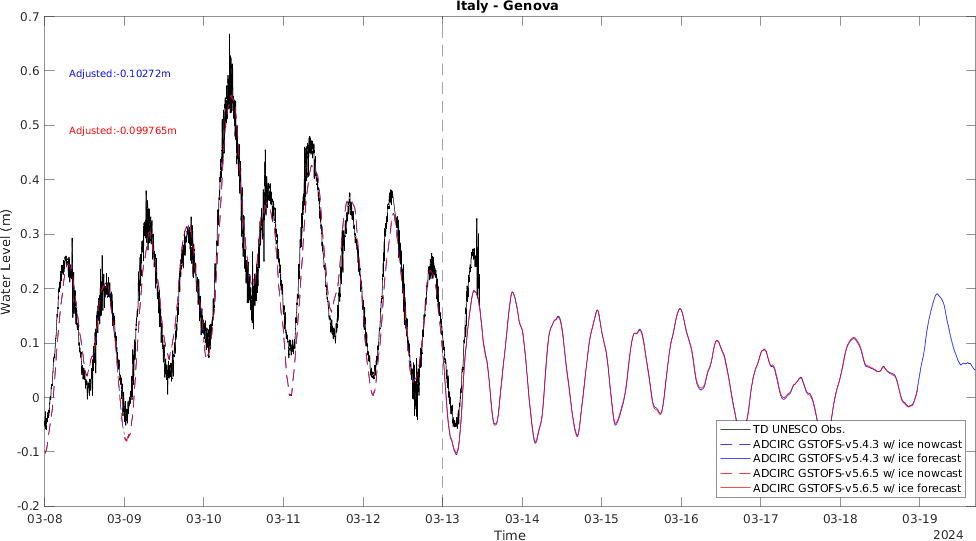 Italy - Genova
0.7
0.6
0.5
0.4
0.3
0.2
0.1
0
-0.1
-0.2
Water Level (m)
Adjusted:-0.10272m
Adjusted:-0.099765m
TD UNESCO Obs.
ADCIRC GSTOFS-v5.4.3 w/ ice nowcast
ADCIRC GSTOFS-v5.4.3 w/ ice forecast
ADCIRC GSTOFS-v5.6.5 w/ ice nowcast
ADCIRC GSTOFS-v5.6.5 w/ ice forecast
03-08 03-09 03-10 03-11 03-12 03-13 03-14 03-15 03-16 03-17 03-18 03-19
Time
2024